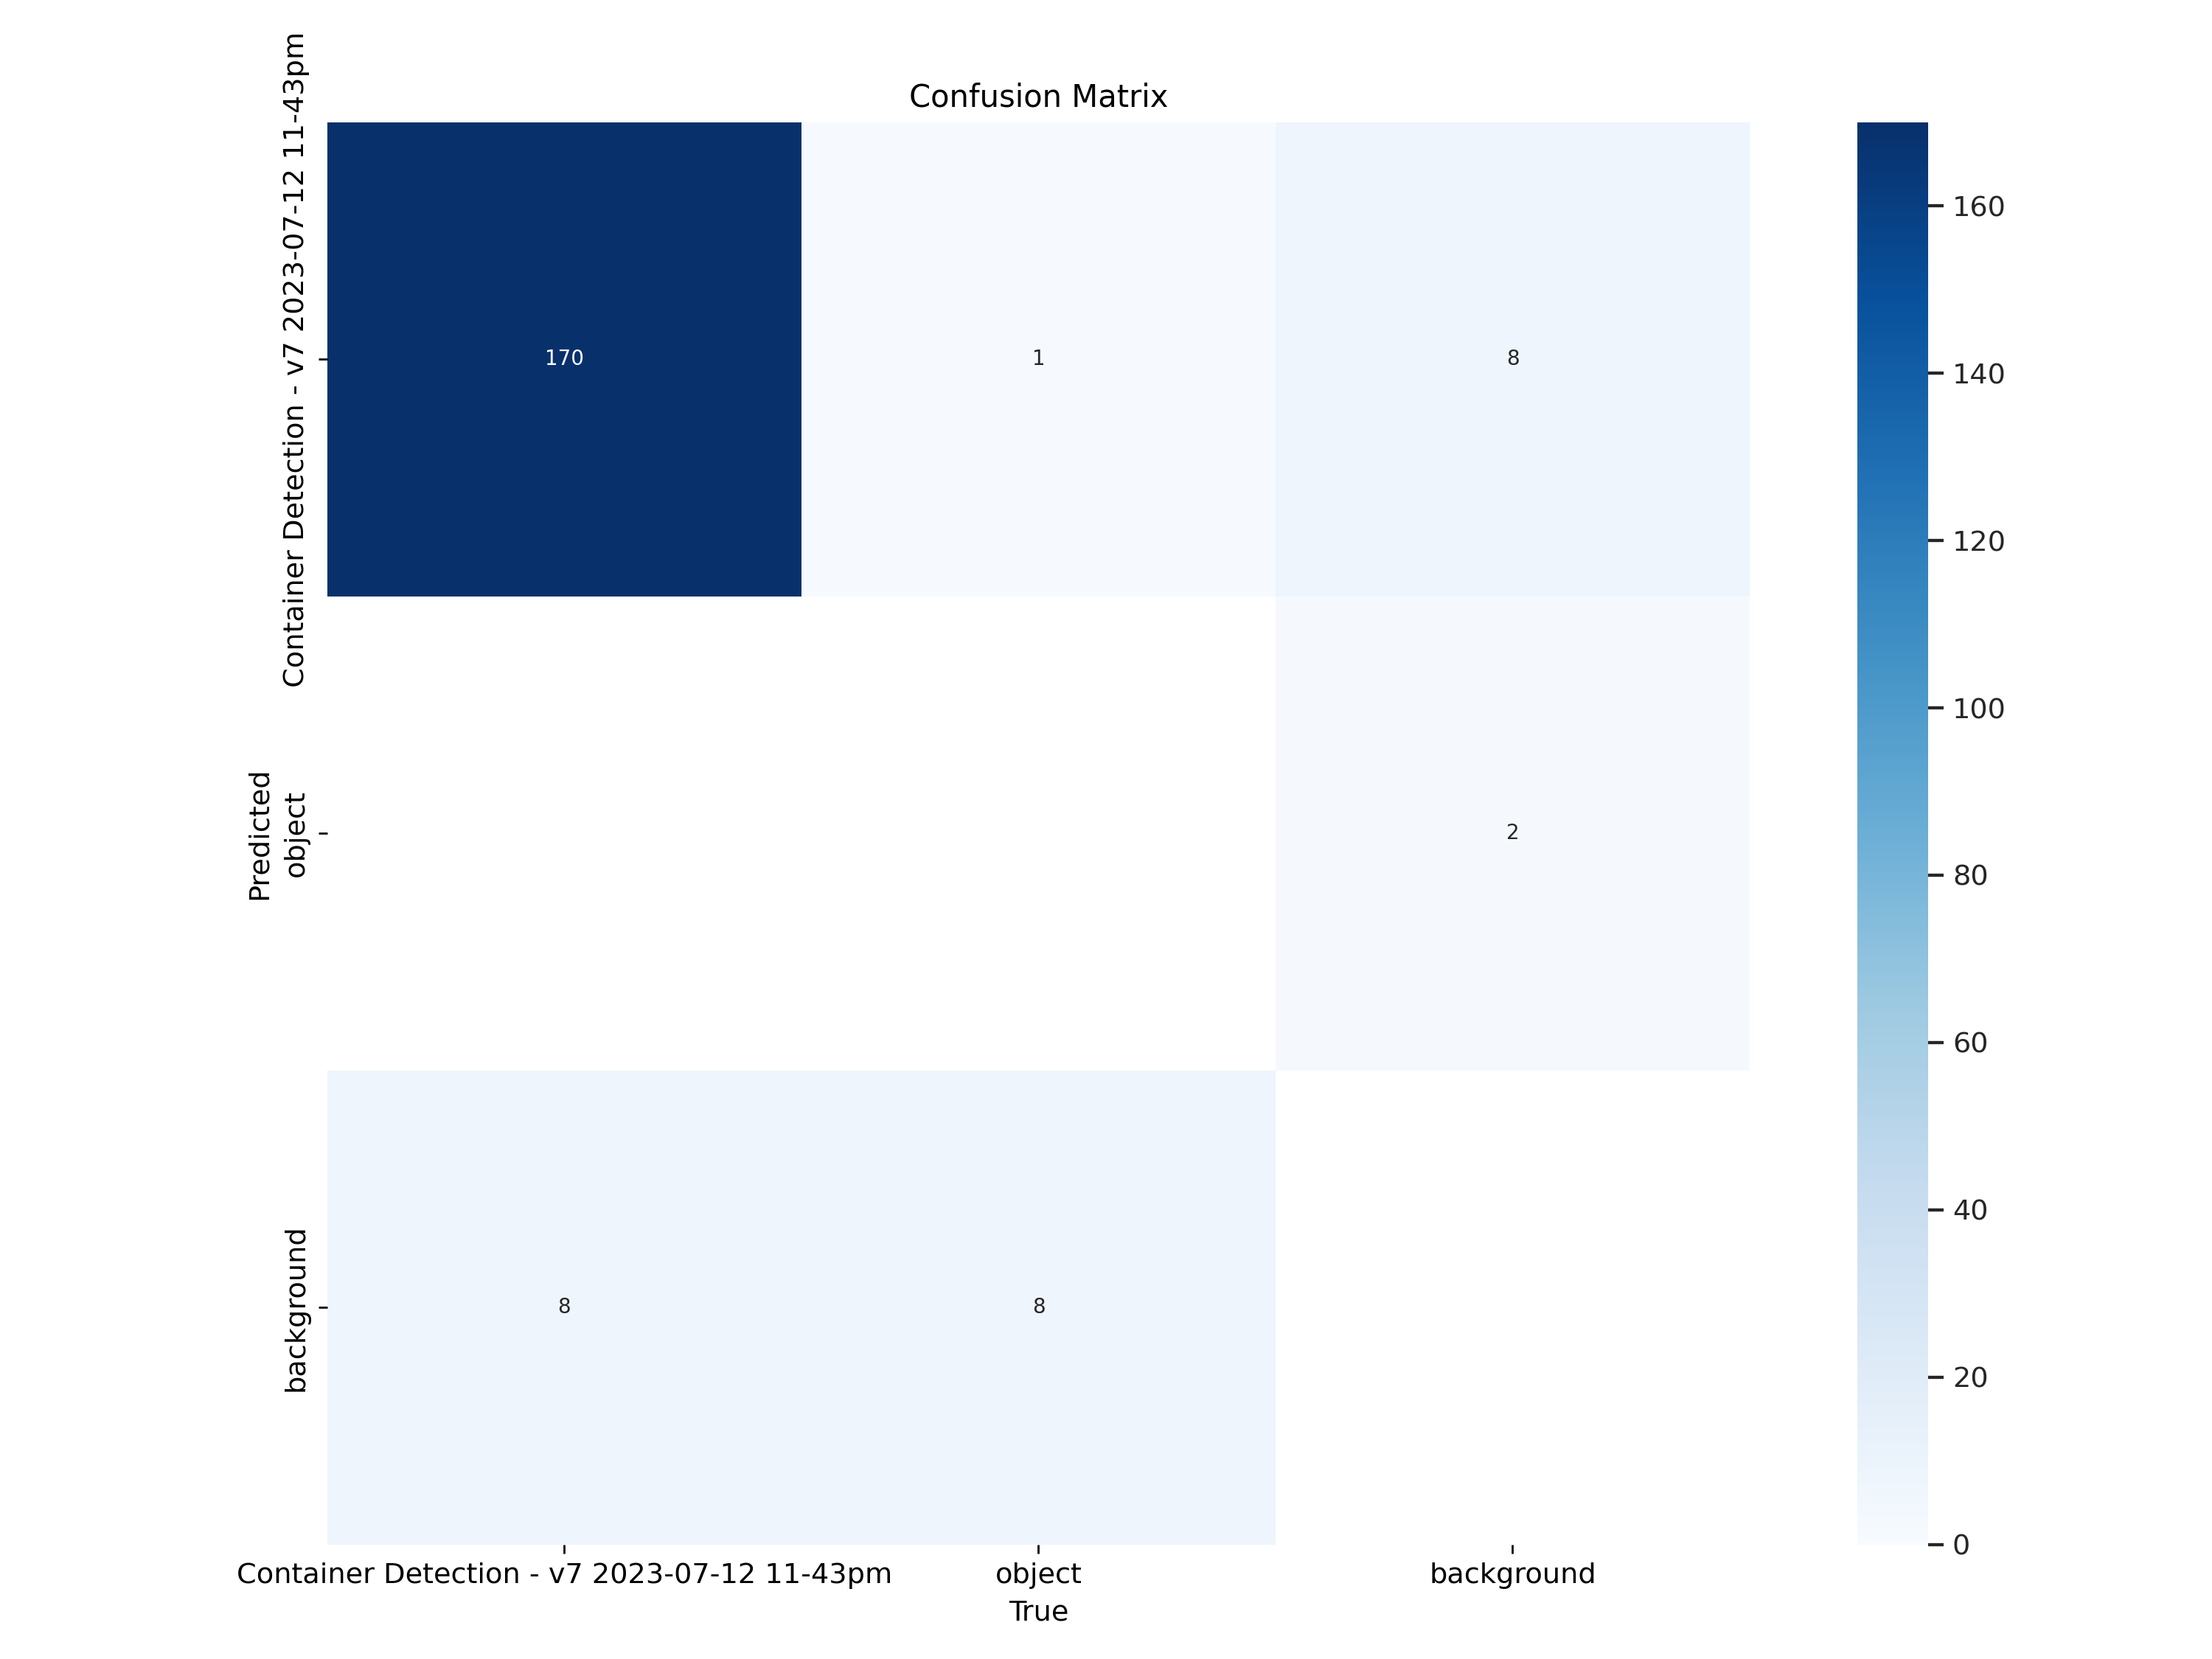 Confusion Matrix
Container Detection - v7 2023-07-12 11-43pm
170
1
8
160
140
120
100
80
60
40
20
0
Predicted
object
2
background
8
8
Container Detection - v7 2023-07-12 11-43pm
object
background
True